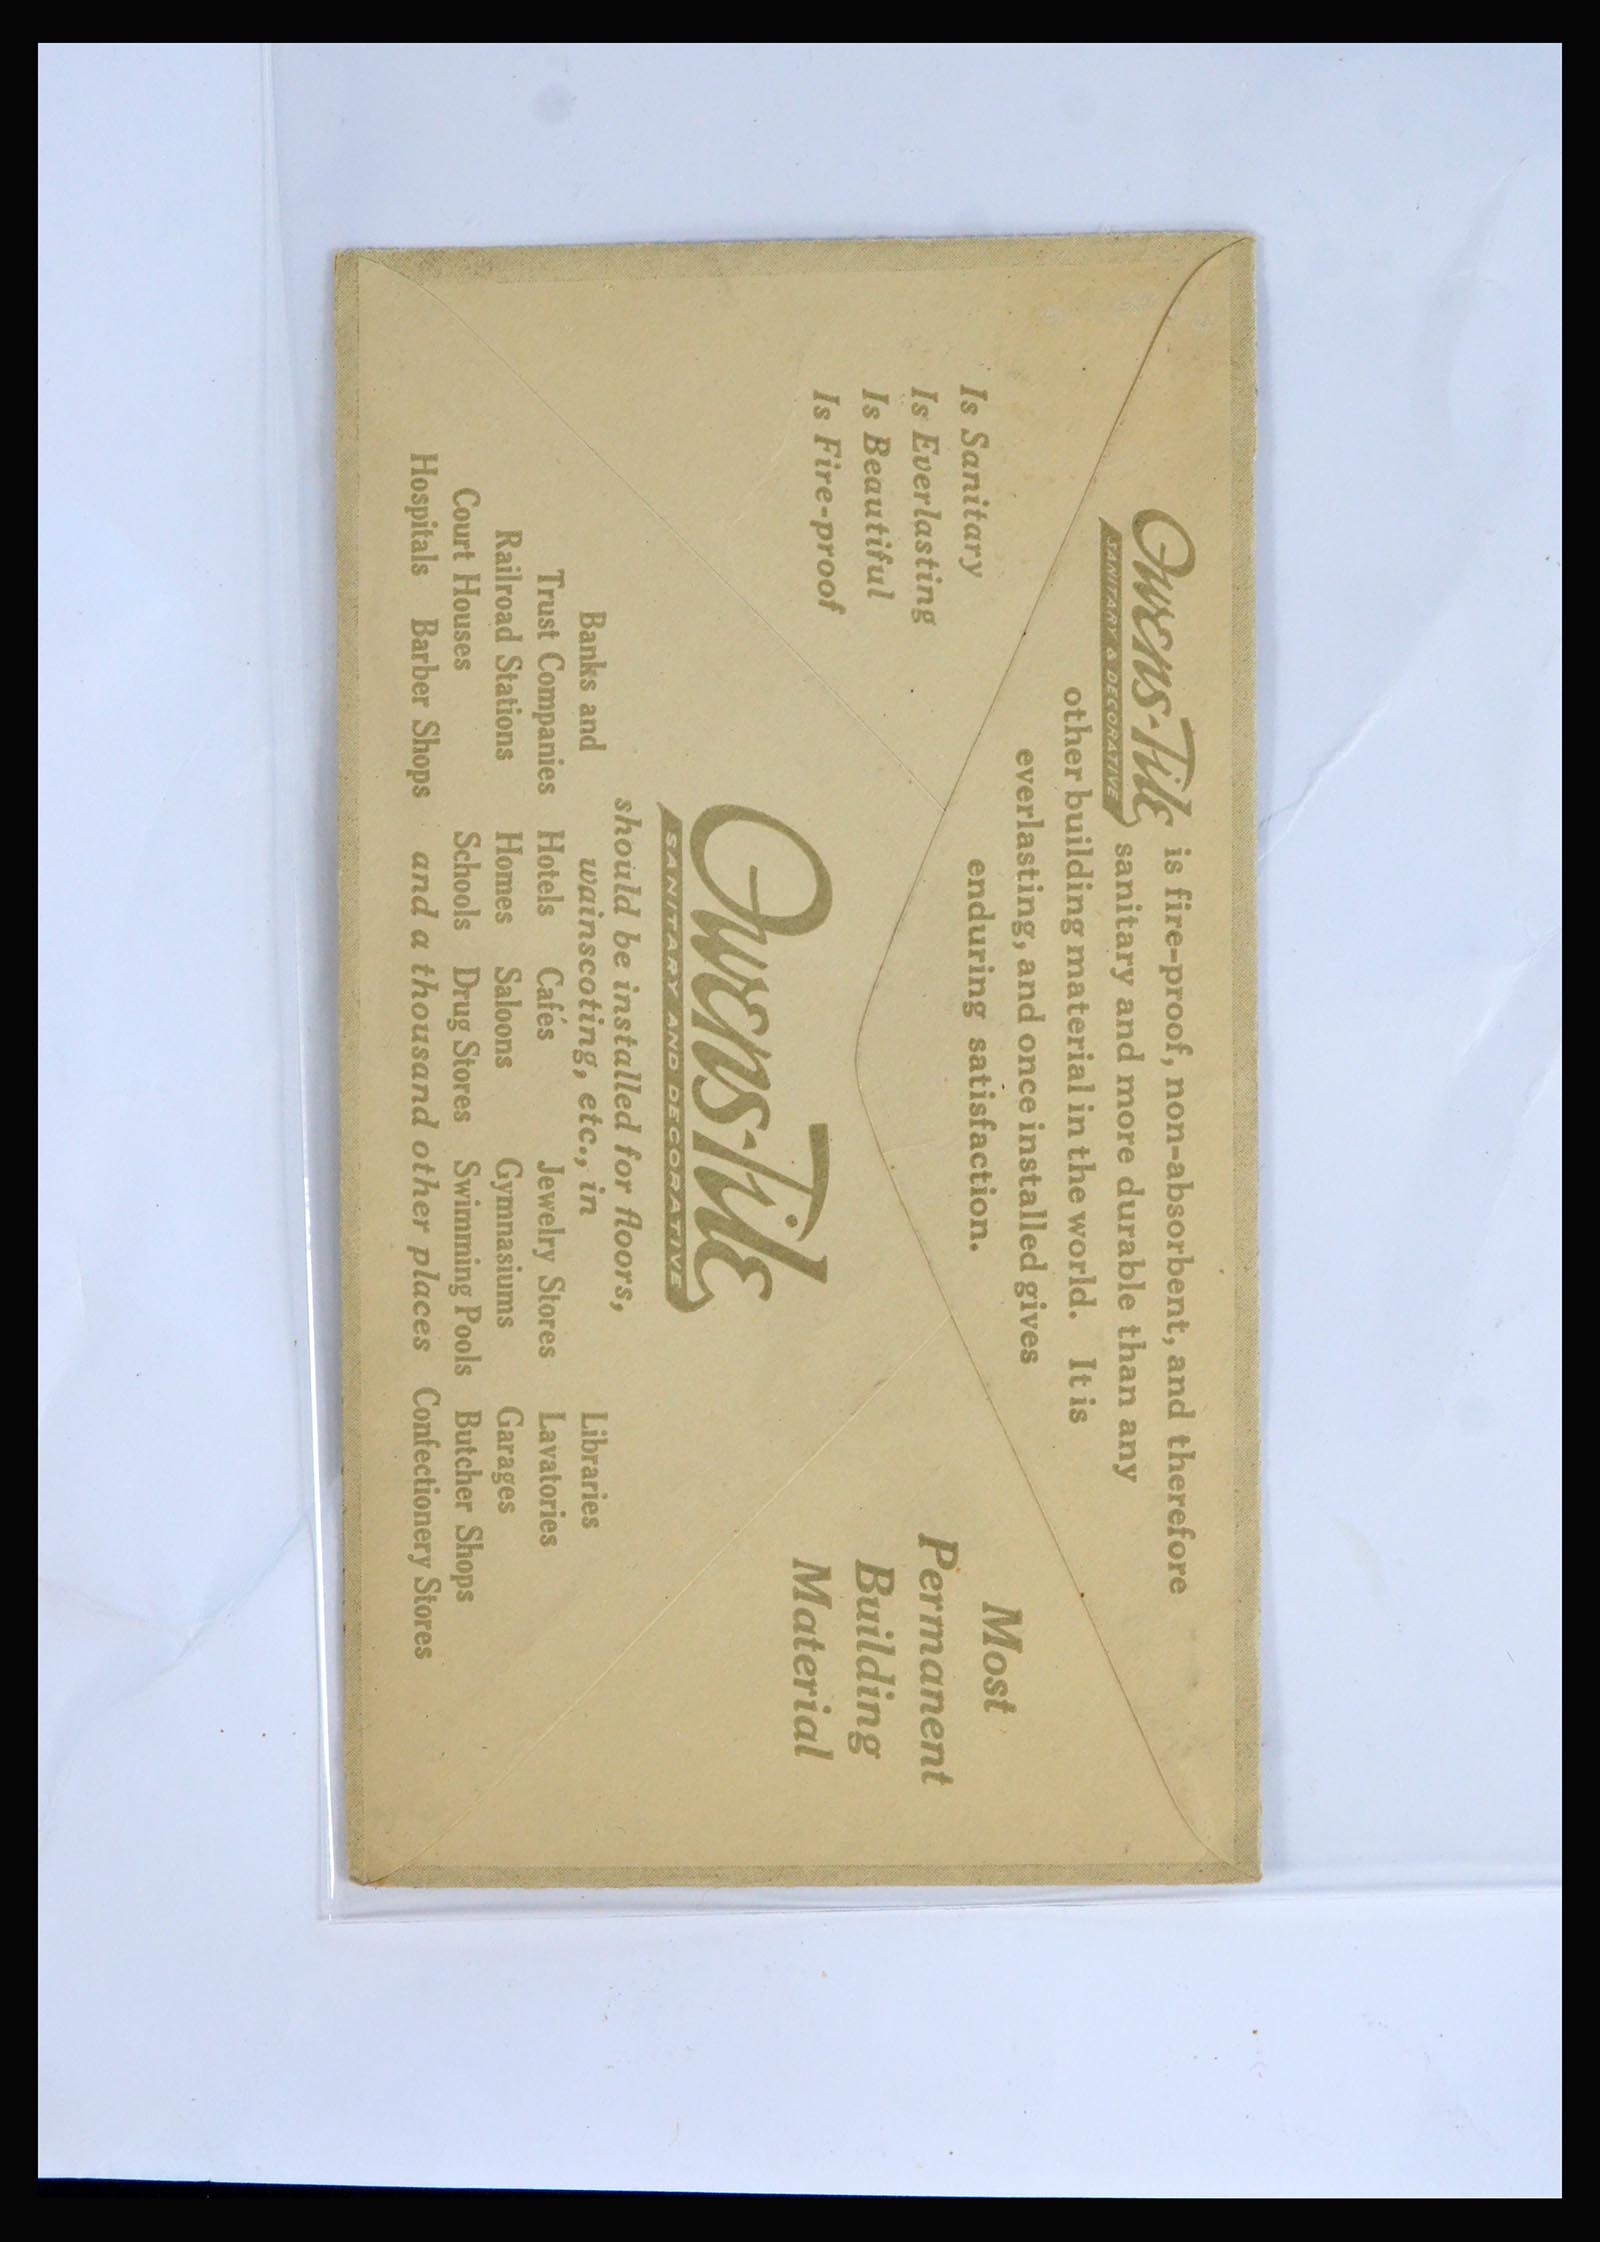 Owens-Tile is fire-proof, non-absorbent, and therefore
SANITARY & DECORATIVE sanitary and more durable than any
other building material in the world. It is
everlasting, and once installed gives
enduring satisfaction.
Is Sanitary
Is Everlasting
Is Beautiful
Is Fire-proof
Most
Permanent
Building
Material
Owens-Tile
SANITARY AND DECORATIVE
should be installed for floors,
wainscoting, etc., in
Banks and Libraries
Trust Companies Hotels Cafés Jewelry Stores Lavatories
Railroad Stations Homes Saloons Gymnasiums Garages
Court Houses Schools Drug Stores Swimming Pools Butcher Shops
Hospitals Barber Shops and a thousand other places Confectionery Stores